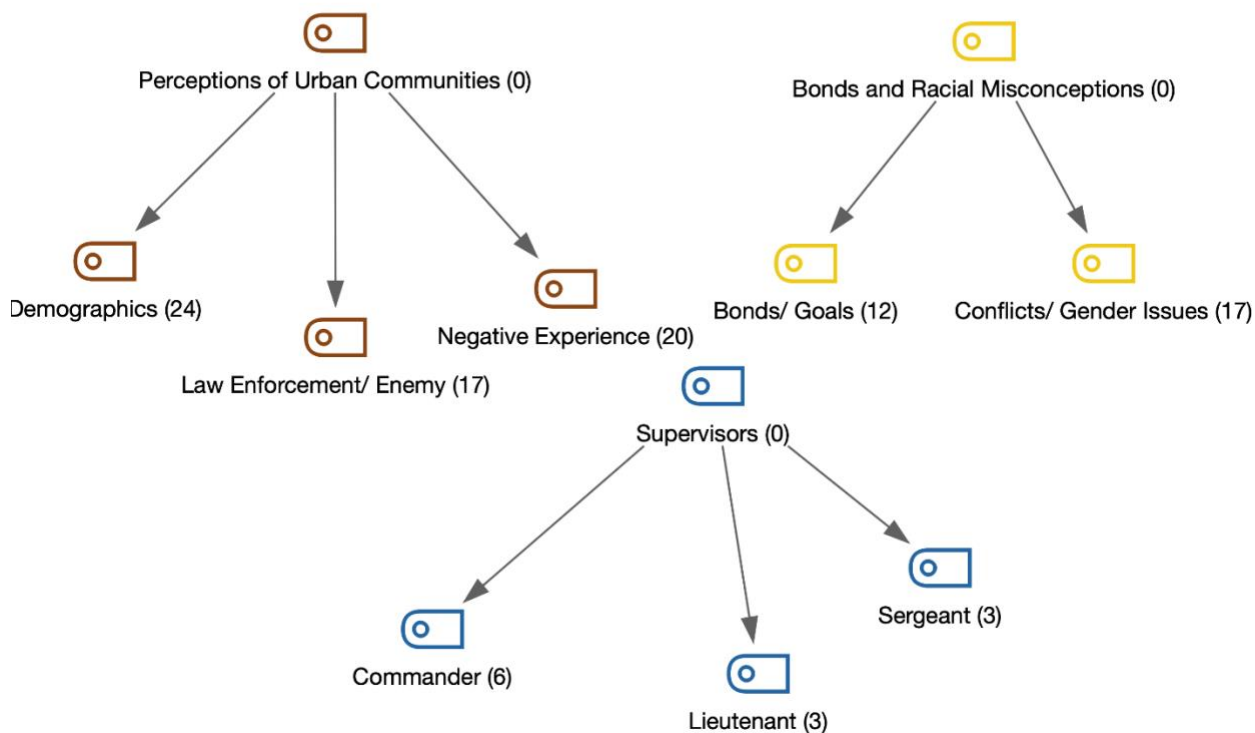 Perceptions of Urban Communities (0)
Bonds and Racial Misconceptions (0)
Demographics (24)
Law Enforcement/ Enemy (17)
Negative Experience (20)
Bonds/ Goals (12)
Conflicts/ Gender Issues (17)
Supervisors (0)
Commander (6)
Lieutenant (3)
Sergeant (3)